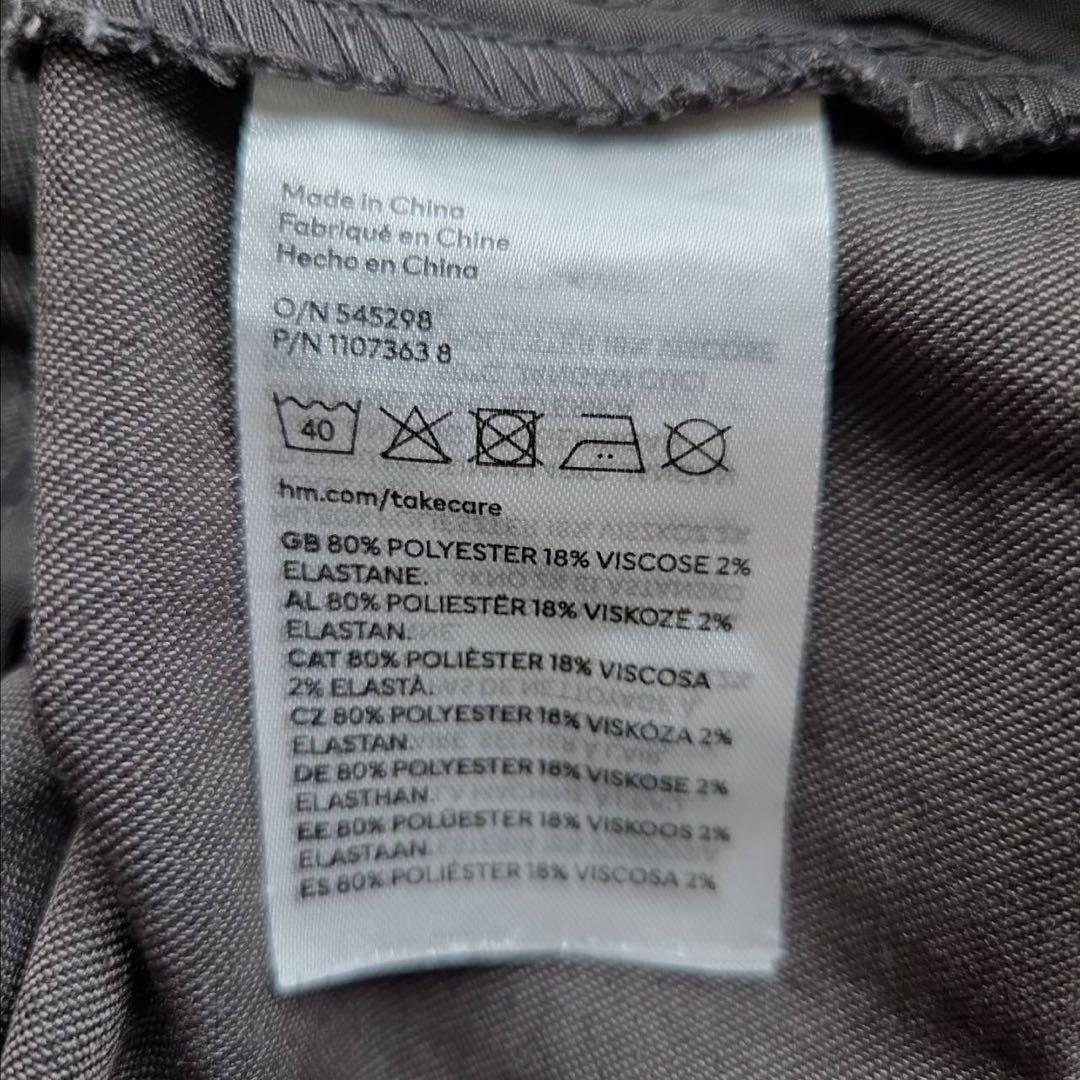 Made in China
Fabriqué en Chine
Hecho en China
O/N 545298
P/N 1107363 8
40
hm.com/takecare
GB 80% POLYESTER 18% VISCOSE 2%
ELASTANE.
AL 80% POLIESTËR 18% VISKOZË 2%
ELASTAN.
CAT 80% POLIÈSTER 18% VISCOSA
2% ELASTÀ.
CZ 80% POLYESTER 18% VISKÓZA 2%
ELASTAN.
DE 80% POLYESTER 18% VISKOSE 2%
ELASTHAN.
EE 80% POLÜESTER 18% VISKOOS 2%
ELASTAAN.
ES 80% POLIÉSTER 18% VISCOSA 2%